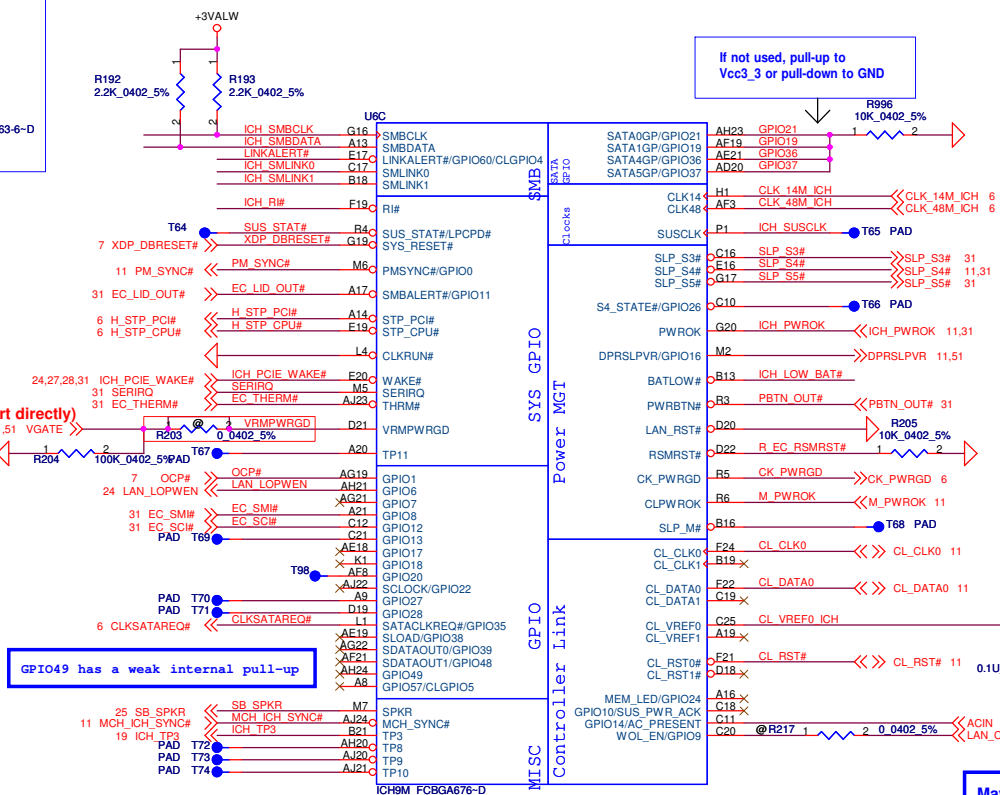 +3VALW
R192
2.2K_0402_5%
R193
2.2K_0402_5%
63-6~D
If not used, pull-up to
Vcc3_3 or pull-down to GND
R996
10K_0402_5%
1 2
U6C
ICH_SMBCLK G16 SMBCLK
ICH_SMBDATA A13 SMBDATA
LINKALERT# E17 LINKALERT#/GPIO60/CLGPIO4
ICH_SMLINK0 C17 SMLINK0
ICH_SMLINK1 B18 SMLINK1
ICH_RI# F19 RI#
T64 SUS_STAT# R4 SUS_STAT#/LPCPD#
7 XDP_DBRESET# XDP_DBRESET# G19 SYS_RESET#
11 PM_SYNC# PM_SYNC# M6 PMSYNC#/GPIO0
31 EC_LID_OUT# EC_LID_OUT# A17 SMBALERT#/GPIO11
6 H_STP_PCI# H_STP_PCI# A14 STP_PCI#
6 H_STP_CPU# H_STP_CPU# E19 STP_CPU#
L4 CLKRUN#
24,27,28,31 ICH_PCIE_WAKE# ICH_PCIE_WAKE# E20 WAKE#
31 SERIRQ SERIRQ M5 SERIRQ
31 EC_THERM# EC_THERM# AJ23 THRM#
rt directly)
,51 VGATE @ VRMPWRGD D21 VRMPWRGD
R203 0_0402_5%
R204 1 2 100K_0402_5%
PAD T67 A20 TP11
7 OCP# OCP# AG19 GPIO1
24 LAN_LOPWEN LAN_LOPWEN AH21 GPIO6
AG21 GPIO7
31 EC_SMI# EC_SMI# A21 GPIO8
31 EC_SCI# EC_SCI# C12 GPIO12
PAD T69 C21 GPIO13
AE18 GPIO17
K1 GPIO18
T98 AF8 GPIO20
AJ22 SCLOCK/GPIO22
PAD T70 A9 GPIO27
PAD T71 D19 GPIO28
6 CLKSATAREQ# CLKSATAREQ# L1 SATACLKREQ#/GPIO35
AE19 SLOAD/GPIO38
AG22 SDATAOUT0/GPIO39
AF21 SDATAOUT1/GPIO48
AH24 GPIO49
A8 GPIO57/CLGPIO5
GPIO49 has a weak internal pull-up
25 SB_SPKR SB_SPKR M7 SPKR
11 MCH_ICH_SYNC# MCH_ICH_SYNC# AJ24 MCH_SYNC#
19 ICH_TP3 ICH_TP3 B21 TP3
PAD T72 AH20 TP8
PAD T73 AJ20 TP9
PAD T74 AJ21 TP10
ICH9M_FCBGA676~D
SMB
SATA
GPIO
Clocks
SYS GPIO
Power MGT
GPIO
Controller Link
MISC
SATA0GP/GPIO21 AH23 GPIO21
SATA1GP/GPIO19 AF19 GPIO19
SATA4GP/GPIO36 AE21 GPIO36
SATA5GP/GPIO37 AD20 GPIO37
CLK14 H1 CLK_14M_ICH CLK_14M_ICH 6
CLK48 AF3 CLK_48M_ICH CLK_48M_ICH 6
SUSCLK P1 ICH_SUSCLK T65 PAD
SLP_S3# C16 SLP_S3# SLP_S3# 31
SLP_S4# E16 SLP_S4# SLP_S4# 11,31
SLP_S5# G17 SLP_S5# SLP_S5# 31
S4_STATE#/GPIO26 C10 T66 PAD
PWROK G20 ICH_PWROK ICH_PWROK 11,31
DPRSLPVR/GPIO16 M2 DPRSLPVR 11,51
BATLOW# B13 ICH_LOW_BAT#
PWRBTN# R3 PBTN_OUT# PBTN_OUT# 31
LAN_RST# D20
R205
10K_0402_5%
RSMRST# D22 R_EC_RSMRST# 1 2
CK_PWRGD R5 CK_PWRGD CK_PWRGD 6
CLPWROK R6 M_PWROK M_PWROK 11
SLP_M# B16 T68 PAD
CL_CLK0 F24 CL_CLK0 CL_CLK0 11
CL_CLK1 B19
CL_DATA0 F22 CL_DATA0 CL_DATA0 11
CL_DATA1 C19
CL_VREF0 C25 CL_VREF0_ICH
CL_VREF1 A19
CL_RST0# F21 CL_RST# CL_RST# 11
CL_RST1# D18
0.1U
MEM_LED/GPIO24 A16
GPIO10/SUS_PWR_ACK C18
GPIO14/AC_PRESENT C11 ACIN
WOL_EN/GPIO9 C20 @R217 1 2 0_0402_5% LAN_